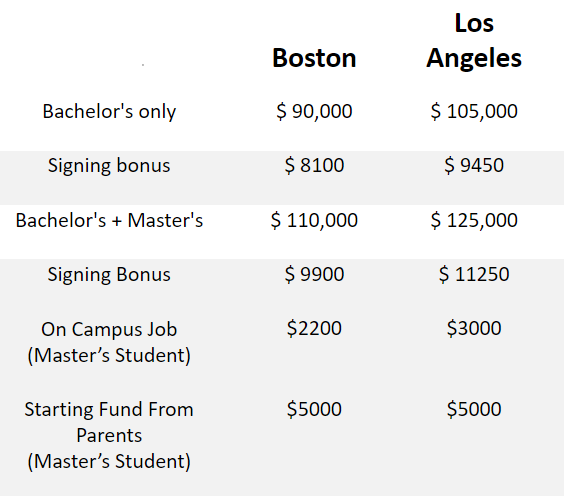 Boston Los Angeles
Bachelor's only $ 90,000 $ 105,000
Signing bonus $ 8100 $ 9450
Bachelor's + Master's $ 110,000 $ 125,000
Signing Bonus $ 9900 $ 11250
On Campus Job $2200 $3000
(Master’s Student)
Starting Fund From $5000 $5000
Parents
(Master’s Student)